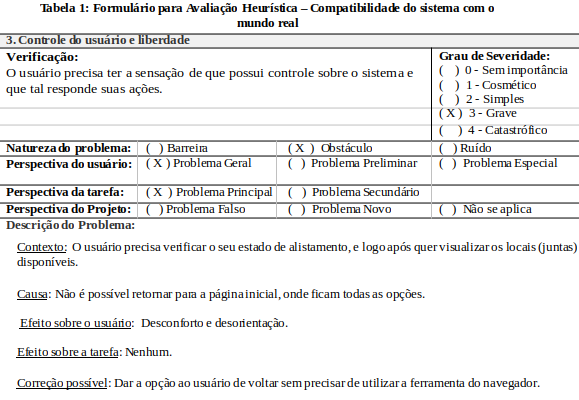 Tabela 1: Formulário para Avaliação Heurística – Compatibilidade do sistema com o
mundo real
3. Controle do usuário e liberdade
Verificação:
O usuário precisa ter a sensação de que possui controle sobre o sistema e
que tal responde suas ações.
Grau de Severidade:
( ) 0 - Sem importância
( ) 1 - Cosmético
( ) 2 - Simples
( X ) 3 - Grave
( ) 4 - Catastrófico
Natureza do problema: ( ) Barreira ( X ) Obstáculo ( ) Ruído
Perspectiva do usuário: ( X ) Problema Geral ( ) Problema Preliminar ( ) Problema Especial
Perspectiva da tarefa: ( X ) Problema Principal ( ) Problema Secundário
Perspectiva do Projeto: ( ) Problema Falso ( ) Problema Novo ( ) Não se aplica
Descrição do Problema:
Contexto: O usuário precisa verificar o seu estado de alistamento, e logo após quer visualizar os locais (juntas)
disponíveis.
Causa: Não é possível retornar para a página inicial, onde ficam todas as opções.
Efeito sobre o usuário: Desconforto e desorientação.
Efeito sobre a tarefa: Nenhum.
Correção possível: Dar a opção ao usuário de voltar sem precisar de utilizar a ferramenta do navegador.